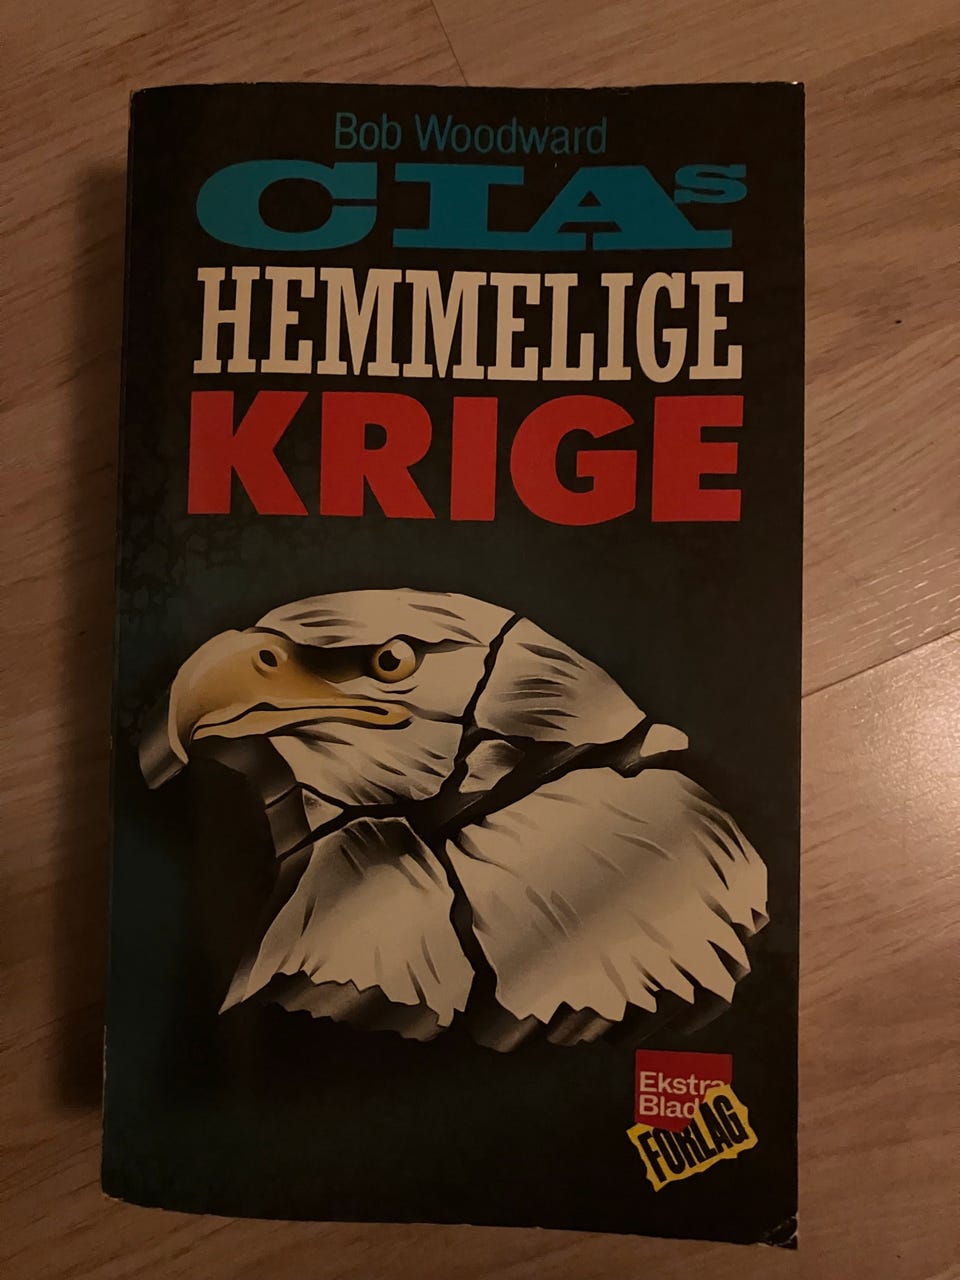 Bob Woodward
CIAs
HEMMELIGE
KRIGE
Ekstra
Blad
FORLAG